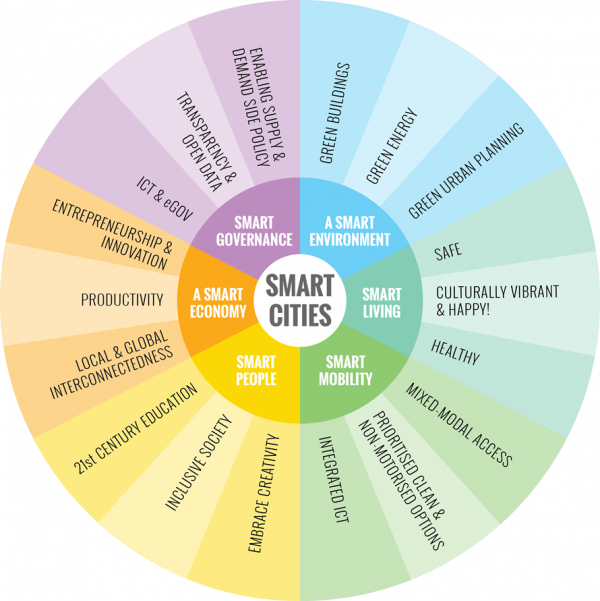 SMART
CITIES
A SMART
ENVIRONMENT
GREEN BUILDINGS
GREEN ENERGY
GREEN URBAN PLANNING
SMART
LIVING
SAFE
CULTURALLY VIBRANT
& HAPPY!
HEALTHY
SMART
MOBILITY
MIXED-MODAL ACCESS
PRIORITISED CLEAN &
NON-MOTORISED OPTIONS
INTEGRATED ICT
SMART
PEOPLE
EMBRACE CREATIVITY
INCLUSIVE SOCIETY
21st CENTURY EDUCATION
A SMART
ECONOMY
LOCAL & GLOBAL
INTERCONNECTEDNESS
PRODUCTIVITY
ENTREPRENEURSHIP &
INNOVATION
SMART
GOVERNANCE
ICT & eGOV
TRANSPARENCY &
OPEN DATA
ENABLING SUPPLY &
DEMAND SIDE POLICY